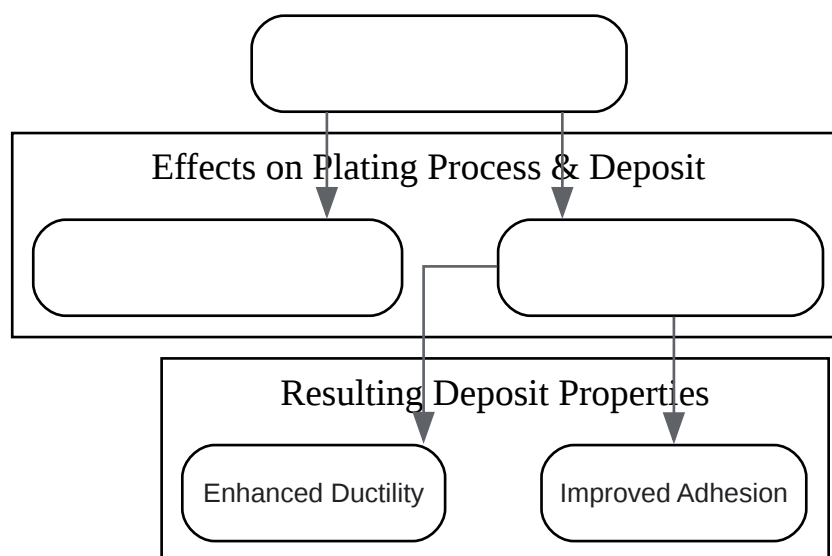 Effects on Plating Process & Deposit
Resulting Deposit Properties
Enhanced Ductility
Improved Adhesion